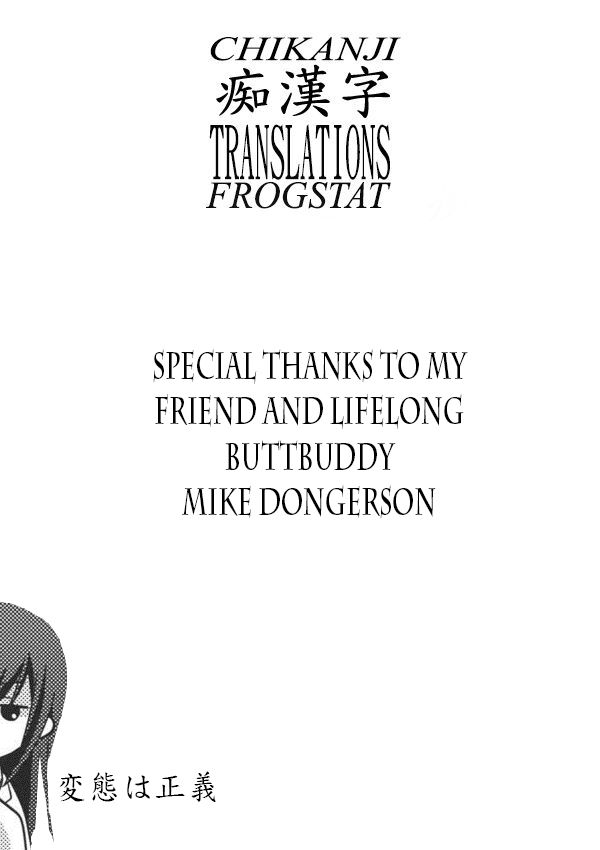 CHIKANJI
痴漢字
TRANSLATIONS
FROGSTAT
SPECIAL THANKS TO MY
FRIEND AND LIFELONG
BUTTBUDDY
MIKE DONGERSON
変態は正義